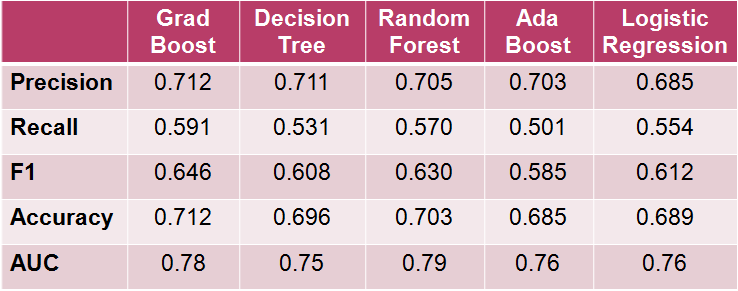 Grad Boost Decision Tree Random Forest Ada Boost Logistic Regression
Precision 0.712 0.711 0.705 0.703 0.685
Recall 0.591 0.531 0.570 0.501 0.554
F1 0.646 0.608 0.630 0.585 0.612
Accuracy 0.712 0.696 0.703 0.685 0.689
AUC 0.78 0.75 0.79 0.76 0.76